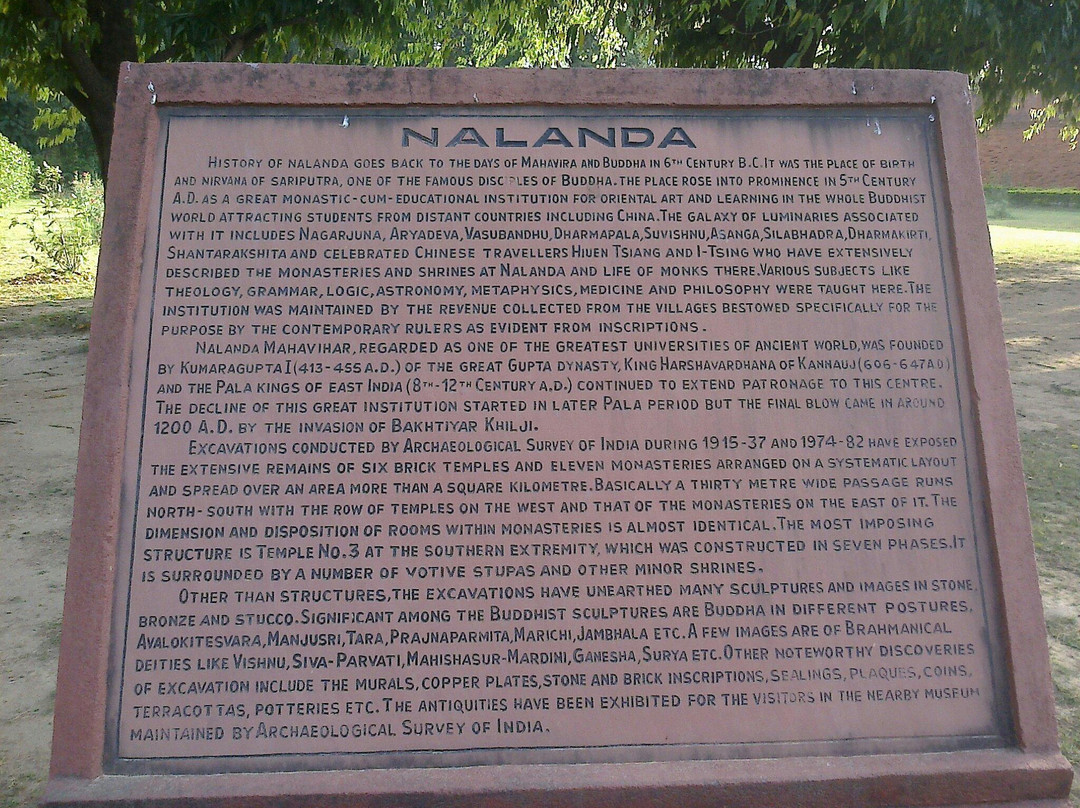 NALANDA
HISTORY OF NALANDA GOES BACK TO THE DAYS OF MAHAVIRA AND BUDDHA IN 6TH CENTURY B.C. IT WAS THE PLACE OF BIRTH
AND NIRVANA OF SARIPUTRA, ONE OF THE FAMOUS DISCIPLES OF BUDDHA. THE PLACE ROSE INTO PROMINENCE IN 5TH CENTURY
A.D. AS A GREAT MONASTIC-CUM-EDUCATIONAL INSTITUTION FOR ORIENTAL ART AND LEARNING IN THE WHOLE BUDDHIST
WORLD ATTRACTING STUDENTS FROM DISTANT COUNTRIES INCLUDING CHINA. THE GALAXY OF LUMINARIES ASSOCIATED
WITH IT INCLUDES NAGARJUNA, ARYADEVA, VASUBANDHU, DHARMAPALA, SUVISHNU, ASANGA, SILABHADRA, DHARMAKIRTI,
SHANTARAKSHITA AND CELEBRATED CHINESE TRAVELLERS HIUEN TSIANG AND I-TSING WHO HAVE EXTENSIVELY
DESCRIBED THE MONASTERIES AND SHRINES AT NALANDA AND LIFE OF MONKS THERE. VARIOUS SUBJECTS LIKE
THEOLOGY, GRAMMAR, LOGIC, ASTRONOMY, METAPHYSICS, MEDICINE AND PHILOSOPHY WERE TAUGHT HERE. THE
INSTITUTION WAS MAINTAINED BY THE REVENUE COLLECTED FROM THE VILLAGES BESTOWED SPECIFICALLY FOR THE
PURPOSE BY THE CONTEMPORARY RULERS AS EVIDENT FROM INSCRIPTIONS.
NALANDA MAHAVIHAR, REGARDED AS ONE OF THE GREATEST UNIVERSITIES OF ANCIENT WORLD, WAS FOUNDED
BY KUMARAGUPTA I (413-455 A.D.) OF THE GREAT GUPTA DYNASTY, KING HARSHAVARDHANA OF KANNAUJ (606-647 AD)
AND THE PALA KINGS OF EAST INDIA (8TH-12TH CENTURY A.D.) CONTINUED TO EXTEND PATRONAGE TO THIS CENTRE.
THE DECLINE OF THIS GREAT INSTITUTION STARTED IN LATER PALA PERIOD BUT THE FINAL BLOW CAME IN AROUND
1200 A.D. BY THE INVASION OF BAKHTIYAR KHILJI.
EXCAVATIONS CONDUCTED BY ARCHAEOLOGICAL SURVEY OF INDIA DURING 1915-37 AND 1974-82 HAVE EXPOSED
THE EXTENSIVE REMAINS OF SIX BRICK TEMPLES AND ELEVEN MONASTERIES ARRANGED ON A SYSTEMATIC LAYOUT
AND SPREAD OVER AN AREA MORE THAN A SQUARE KILOMETRE. BASICALLY A THIRTY METRE WIDE PASSAGE RUNS
NORTH-SOUTH WITH THE ROW OF TEMPLES ON THE WEST AND THAT OF THE MONASTERIES ON THE EAST OF IT. THE
DIMENSION AND DISPOSITION OF ROOMS WITHIN MONASTERIES IS ALMOST IDENTICAL. THE MOST IMPOSING
STRUCTURE IS TEMPLE NO. 3 AT THE SOUTHERN EXTREMITY, WHICH WAS CONSTRUCTED IN SEVEN PHASES. IT
IS SURROUNDED BY A NUMBER OF VOTIVE STUPAS AND OTHER MINOR SHRINES.
OTHER THAN STRUCTURES, THE EXCAVATIONS HAVE UNEARTHED MANY SCULPTURES AND IMAGES IN STONE,
BRONZE AND STUCCO. SIGNIFICANT AMONG THE BUDDHIST SCULPTURES ARE BUDDHA IN DIFFERENT POSTURES,
AVALOKITESVARA, MANJUSRI, TARA, PRAJNAPARMITA, MARICHI, JAMBHALA ETC. A FEW IMAGES ARE OF BRAHMANICAL
DEITIES LIKE VISHNU, SIVA-PARVATI, MAHISHASUR-MARDINI, GANESHA, SURYA ETC. OTHER NOTEWORTHY DISCOVERIES
OF EXCAVATION INCLUDE THE MURALS, COPPER PLATES, STONE AND BRICK INSCRIPTIONS, SEALINGS, PLAQUES, COINS,
TERRACOTTAS, POTTERIES ETC. THE ANTIQUITIES HAVE BEEN EXHIBITED FOR THE VISITORS IN THE NEARBY MUSEUM
MAINTAINED BY ARCHAEOLOGICAL SURVEY OF INDIA.